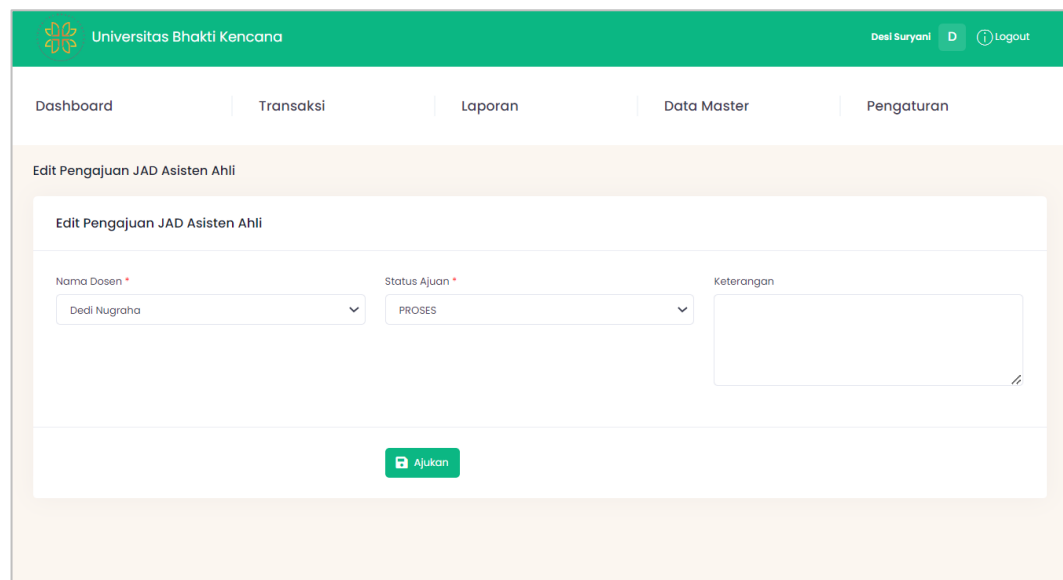 Universitas Bhakti Kencana
Desi Suryani D Logout
Dashboard Transaksi Laporan Data Master Pengaturan
Edit Pengajuan JAD Asisten Ahli
Edit Pengajuan JAD Asisten Ahli
Nama Dosen * Status Ajuan * Keterangan
Dedi Nugraha PROSES
Ajukan